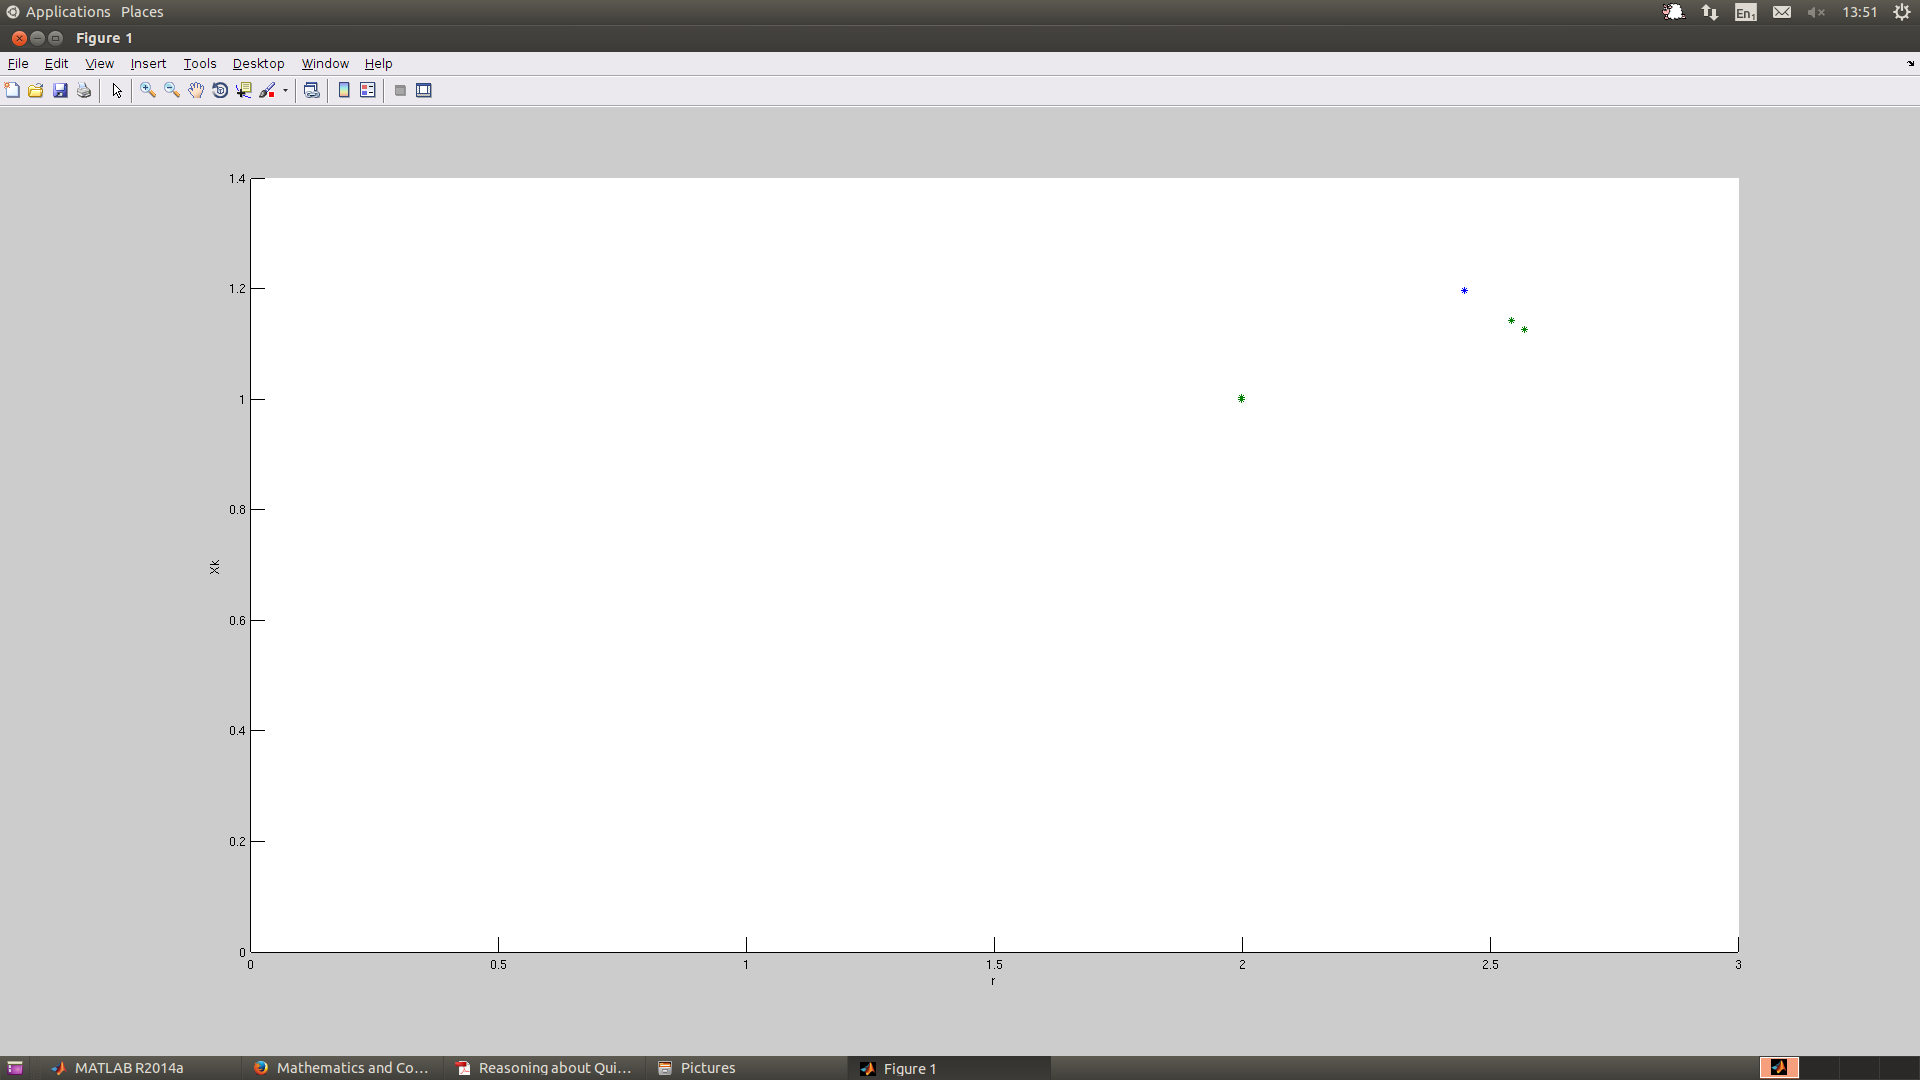 Applications Places En1 13:51
Figure 1
File Edit View Insert Tools Desktop Window Help
1.4
1.2
1
0.8
Xk
0.6
0.4
0.2
0
0 0.5 1 1.5 2 2.5 3
r
MATLAB R2014a Mathematics and Co... Reasoning about Qui... Pictures Figure 1